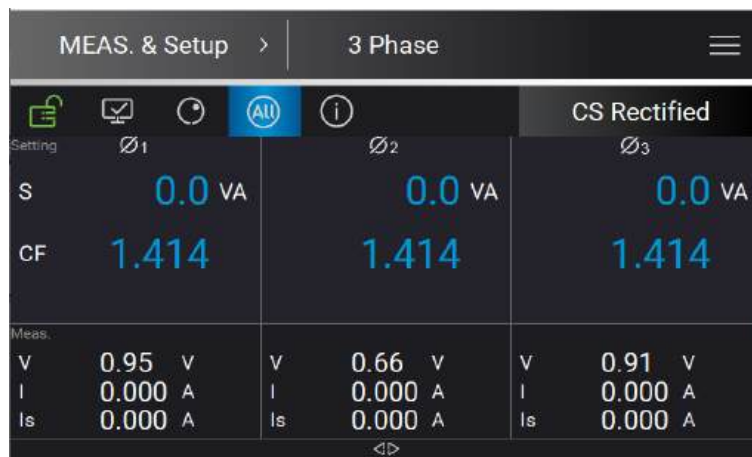 MEAS. & Setup > 3 Phase
All i CS Rectified
Setting Ø1 Ø2 Ø3
S 0.0 VA 0.0 VA 0.0 VA
CF 1.414 1.414 1.414
Meas.
V 0.95 V V 0.66 V V 0.91 V
I 0.000 A I 0.000 A I 0.000 A
Is 0.000 A Is 0.000 A Is 0.000 A